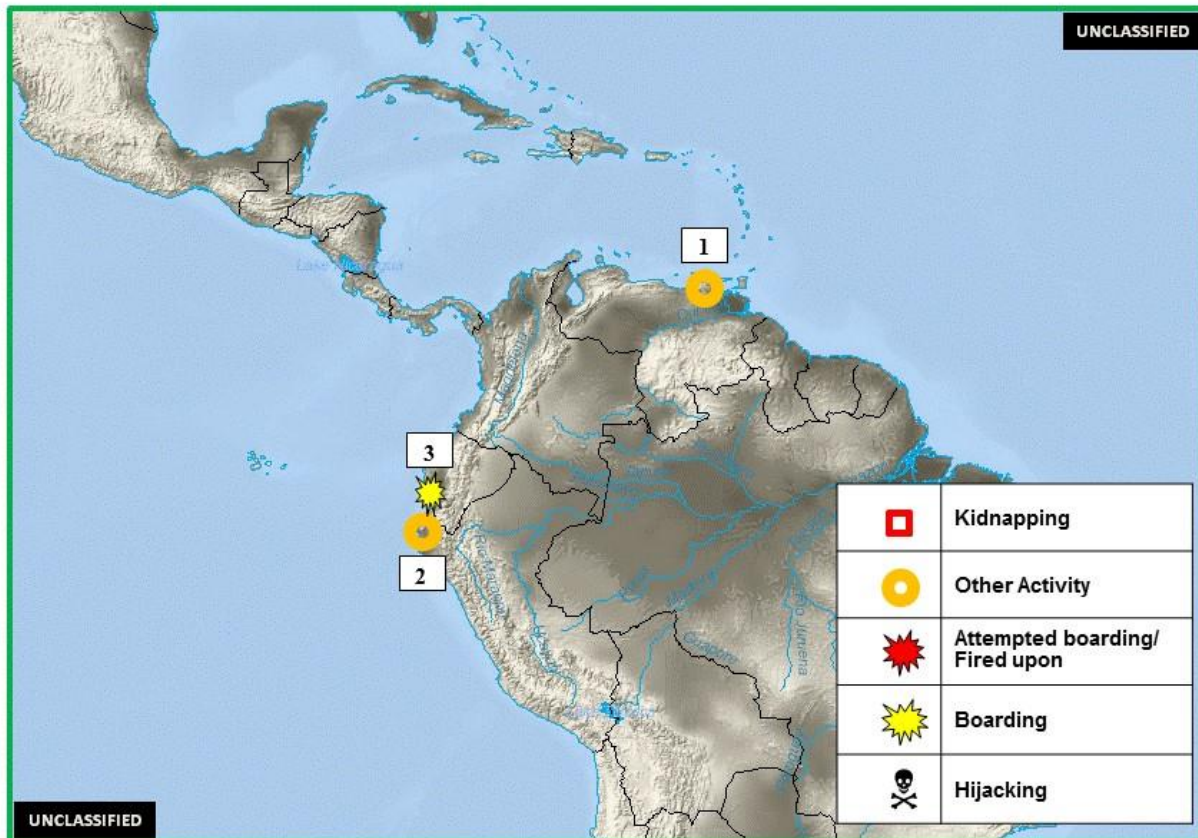 UNCLASSIFIED
1
3
2
Kidnapping
Other Activity
Attempted boarding/
Fired upon
Boarding
Hijacking
UNCLASSIFIED